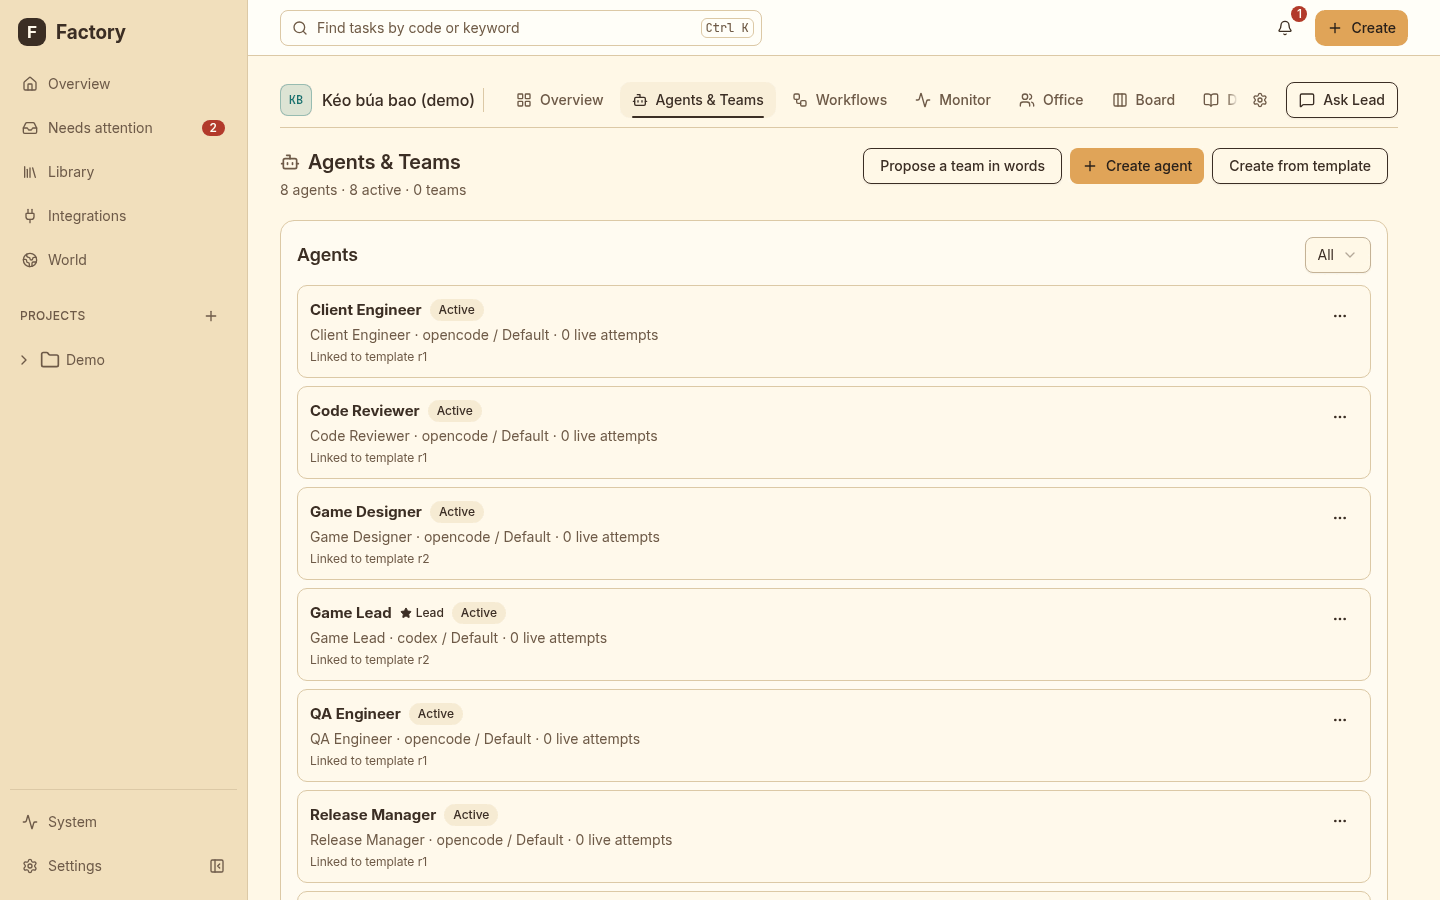 F Factory
Overview
Needs attention 2
Library
Integrations
World
PROJECTS
Demo
System
Settings
Find tasks by code or keyword Ctrl K
1
Create
KB Kéo búa bao (demo)
Overview
Agents & Teams
Workflows
Monitor
Office
Board
D
Ask Lead
Agents & Teams
8 agents · 8 active · 0 teams
Propose a team in words
Create agent
Create from template
Agents
All
Client Engineer Active
Client Engineer · opencode / Default · 0 live attempts
Linked to template r1
Code Reviewer Active
Code Reviewer · opencode / Default · 0 live attempts
Linked to template r1
Game Designer Active
Game Designer · opencode / Default · 0 live attempts
Linked to template r2
Game Lead Lead Active
Game Lead · codex / Default · 0 live attempts
Linked to template r2
QA Engineer Active
QA Engineer · opencode / Default · 0 live attempts
Linked to template r1
Release Manager Active
Release Manager · opencode / Default · 0 live attempts
Linked to template r1